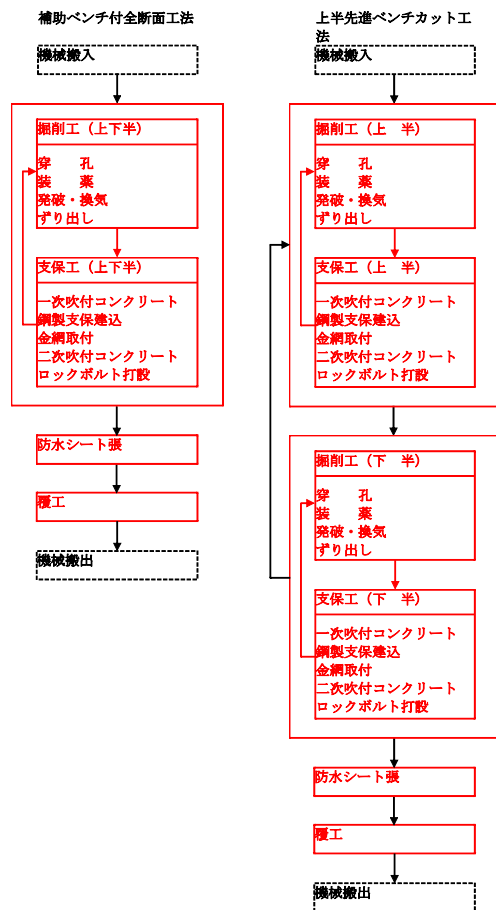 補助ベンチ付全断面工法
機械搬入
掘削工（上下半）
穿　　孔
装　　薬
発破・換気
ずり出し
支保工（上下半）
一次吹付コンクリート
鋼製支保建込
金網取付
二次吹付コンクリート
ロックボルト打設
防水シート張
覆工
機械搬出
上半先進ベンチカット工
法
機械搬入
掘削工（上　半）
穿　　孔
装　　薬
発破・換気
ずり出し
支保工（上　半）
一次吹付コンクリート
鋼製支保建込
金網取付
二次吹付コンクリート
ロックボルト打設
掘削工（下　半）
穿　　孔
装　　薬
発破・換気
ずり出し
支保工（下　半）
一次吹付コンクリート
鋼製支保建込
金網取付
二次吹付コンクリート
ロックボルト打設
防水シート張
覆工
機械搬出